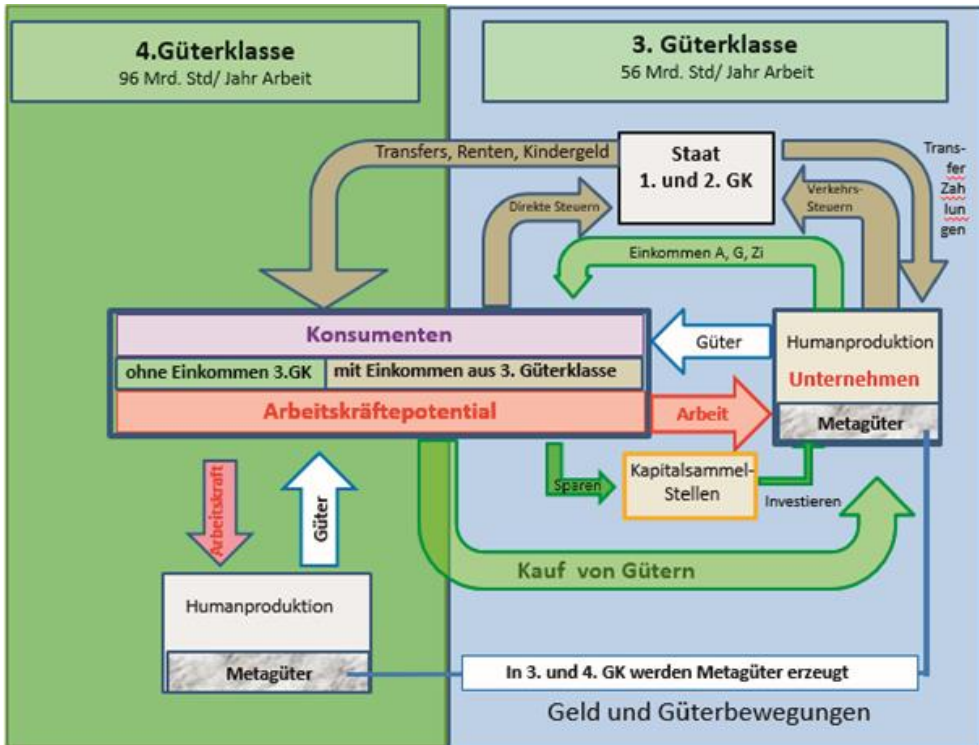 4.Güterklasse
96 Mrd. Std/ Jahr Arbeit
3. Güterklasse
56 Mrd. Std/ Jahr Arbeit
Transfers, Renten, Kindergeld
Staat
1. und 2. GK
Trans-
fer
Zah
lun
gen
Direkte Steuern
Verkehrs-
Steuern
Einkommen A, G, Zi
Konsumenten
ohne Einkommen 3.GK
mit Einkommen aus 3. Güterklasse
Arbeitskräftepotential
Güter
Humanproduktion
Unternehmen
Metagüter
Arbeit
Sparen
Kapitalsammel-
Stellen
Investieren
Arbeitskraft
Güter
Kauf von Gütern
Humanproduktion
Metagüter
In 3. und 4. GK werden Metagüter erzeugt
Geld und Güterbewegungen